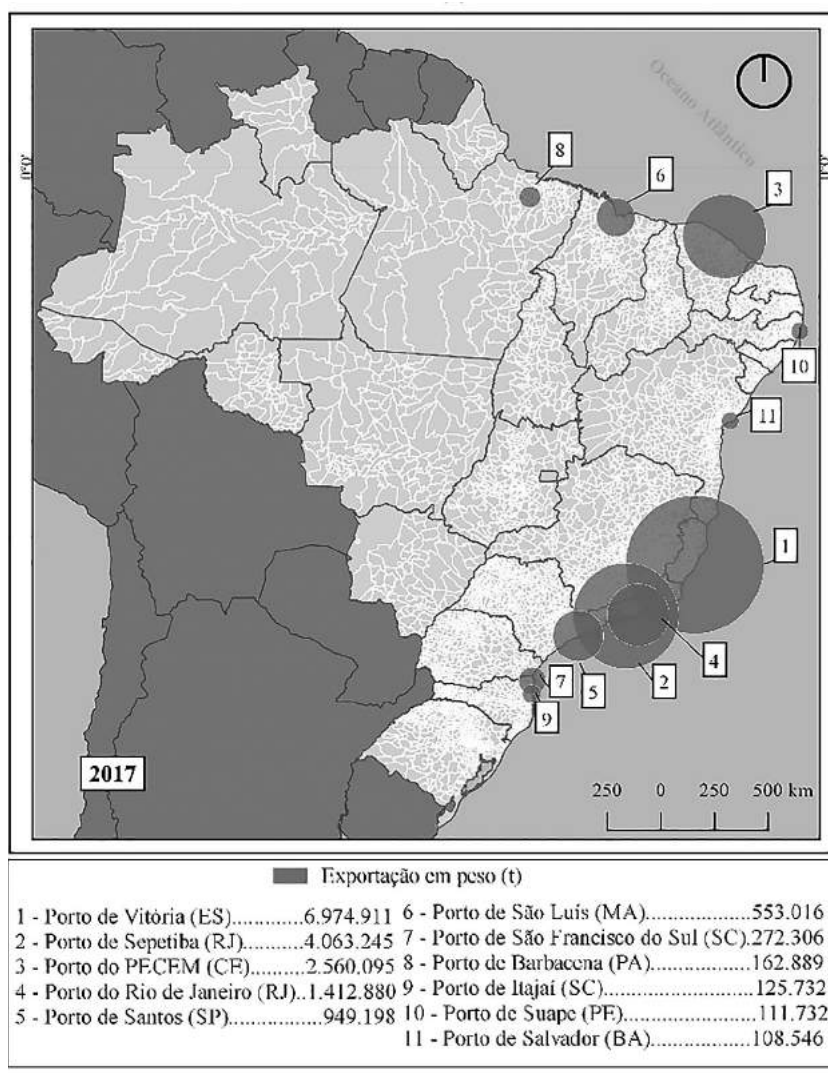 Oceano Atlântico
0°0'
0°0'
8
6
3
10
11
1
7
5
2
4
9
2017
250 0 250 500 km
Exportação em peso (t)
1 - Porto de Vitória (ES).............6.974.911
2 - Porto de Sepetiba (RJ)............4.063.245
3 - Porto do PECEM (CE)............2.560.095
4 - Porto do Rio de Janeiro (RJ)..1.412.880
5 - Porto de Santos (SP)..................949.198
6 - Porto de São Luís (MA)....................553.016
7 - Porto de São Francisco do Sul (SC).272.306
8 - Porto de Barbacena (PA)...................162.889
9 - Porto de Itajaí (SC)............................125.732
10 - Porto de Suape (PE)........................111.732
11 - Porto de Salvador (BA)...................108.546